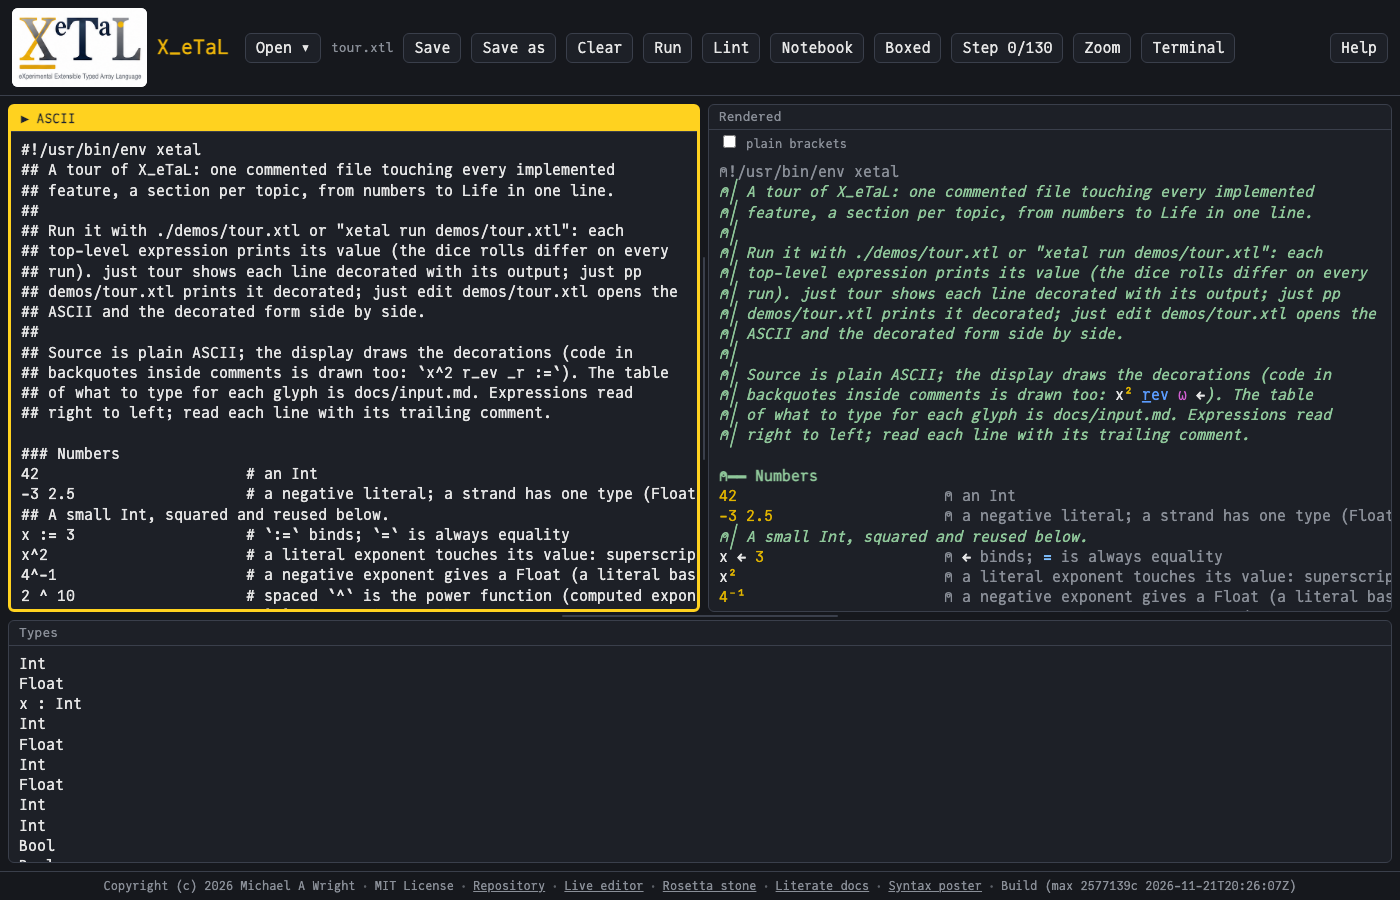 XeTaL
eXperimental Extensible Typed Array Language
X_eTaL
Open ▾
tour.xtl
Save
Save as
Clear
Run
Lint
Notebook
Boxed
Step 0/130
Zoom
Terminal
Help
▶ ASCII
#!/usr/bin/env xetal
## A tour of X_eTaL: one commented file touching every implemented
## feature, a section per topic, from numbers to Life in one line.
##
## Run it with ./demos/tour.xtl or "xetal run demos/tour.xtl": each
## top-level expression prints its value (the dice rolls differ on every
## run). just tour shows each line decorated with its output; just pp
## demos/tour.xtl prints it decorated; just edit demos/tour.xtl opens the
## ASCII and the decorated form side by side.
##
## Source is plain ASCII; the display draws the decorations (code in
## backquotes inside comments is drawn too: `x^2 r_ev _r :=`). The table
## of what to type for each glyph is docs/input.md. Expressions read
## right to left; read each line with its trailing comment.
### Numbers
42 # an Int
-3 2.5 # a negative literal; a strand has one type (Float
## A small Int, squared and reused below.
x := 3 # `:=` binds; `=` is always equality
x^2 # a literal exponent touches its value: superscrip
4^-1 # a negative exponent gives a Float (a literal bas
2 ^ 10 # spaced `^` is the power function (computed expon
Rendered
plain brackets
⍝!/usr/bin/env xetal
⍝│ A tour of X_eTaL: one commented file touching every implemented
⍝│ feature, a section per topic, from numbers to Life in one line.
⍝│
⍝│ Run it with ./demos/tour.xtl or "xetal run demos/tour.xtl": each
⍝│ top-level expression prints its value (the dice rolls differ on every
⍝│ run). just tour shows each line decorated with its output; just pp
⍝│ demos/tour.xtl prints it decorated; just edit demos/tour.xtl opens the
⍝│ ASCII and the decorated form side by side.
⍝│
⍝│ Source is plain ASCII; the display draws the decorations (code in
⍝│ backquotes inside comments is drawn too: x² rev ω ←). The table
⍝│ of what to type for each glyph is docs/input.md. Expressions read
⍝│ right to left; read each line with its trailing comment.
⍝── Numbers
42 ⍝ an Int
-3 2.5 ⍝ a negative literal; a strand has one type (Float
⍝│ A small Int, squared and reused below.
x ← 3 ⍝ ← binds; = is always equality
x² ⍝ a literal exponent touches its value: superscrip
4⁻¹ ⍝ a negative exponent gives a Float (a literal bas
Types
Int
Float
x : Int
Int
Float
Int
Float
Int
Int
Bool
Copyright (c) 2026 Michael A Wright · MIT License · Repository · Live editor · Rosetta stone · Literate docs · Syntax poster · Build (max 2577139c 2026-11-21T20:26:07Z)